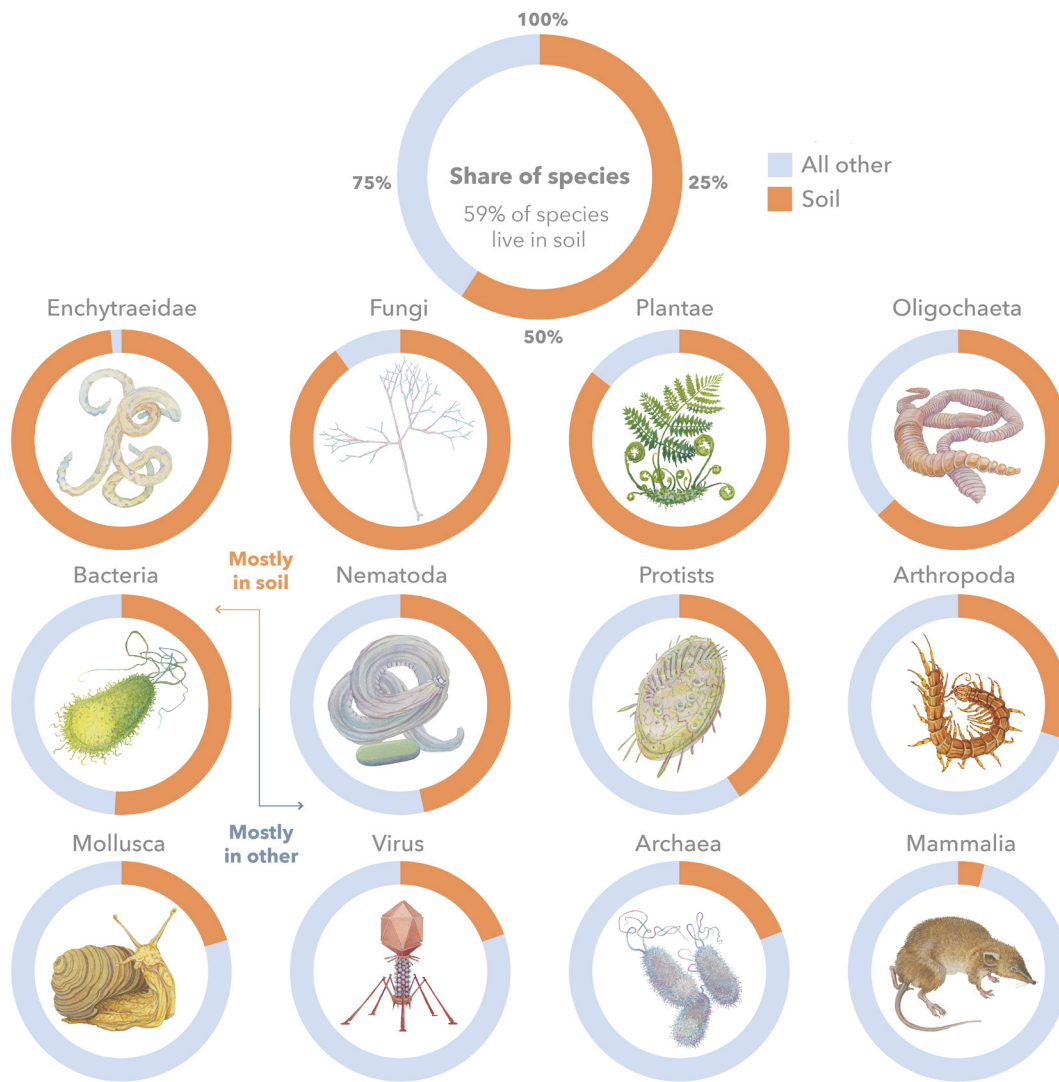 100%
All other
75%
Share of species
25%
Soil
59% of species
live in soil
Enchytraeidae
Fungi
50%
Plantae
Oligochaeta
Mostly
in soil
Bacteria
Nematoda
Protists
Arthropoda
Mostly
in other
Mollusca
Virus
Archaea
Mammalia